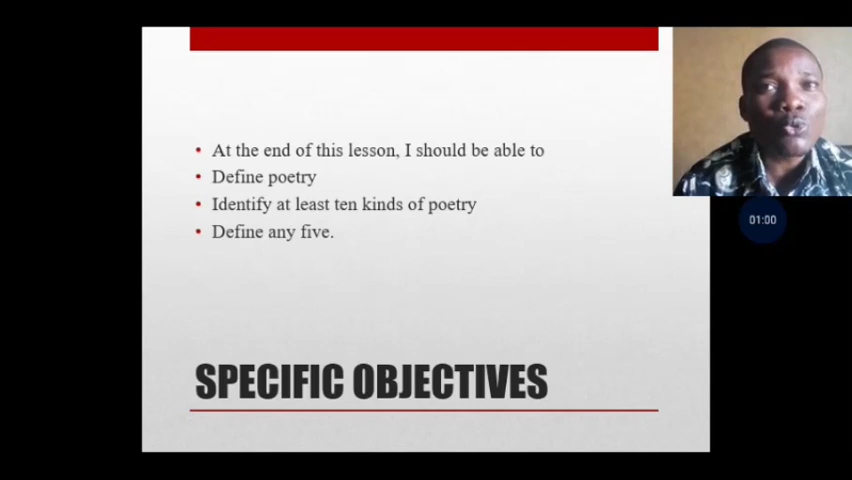 At the end of this lesson, I should be able to
Define poetry
Identify at least ten kinds of poetry
Define any five.
SPECIFIC OBJECTIVES
01:00